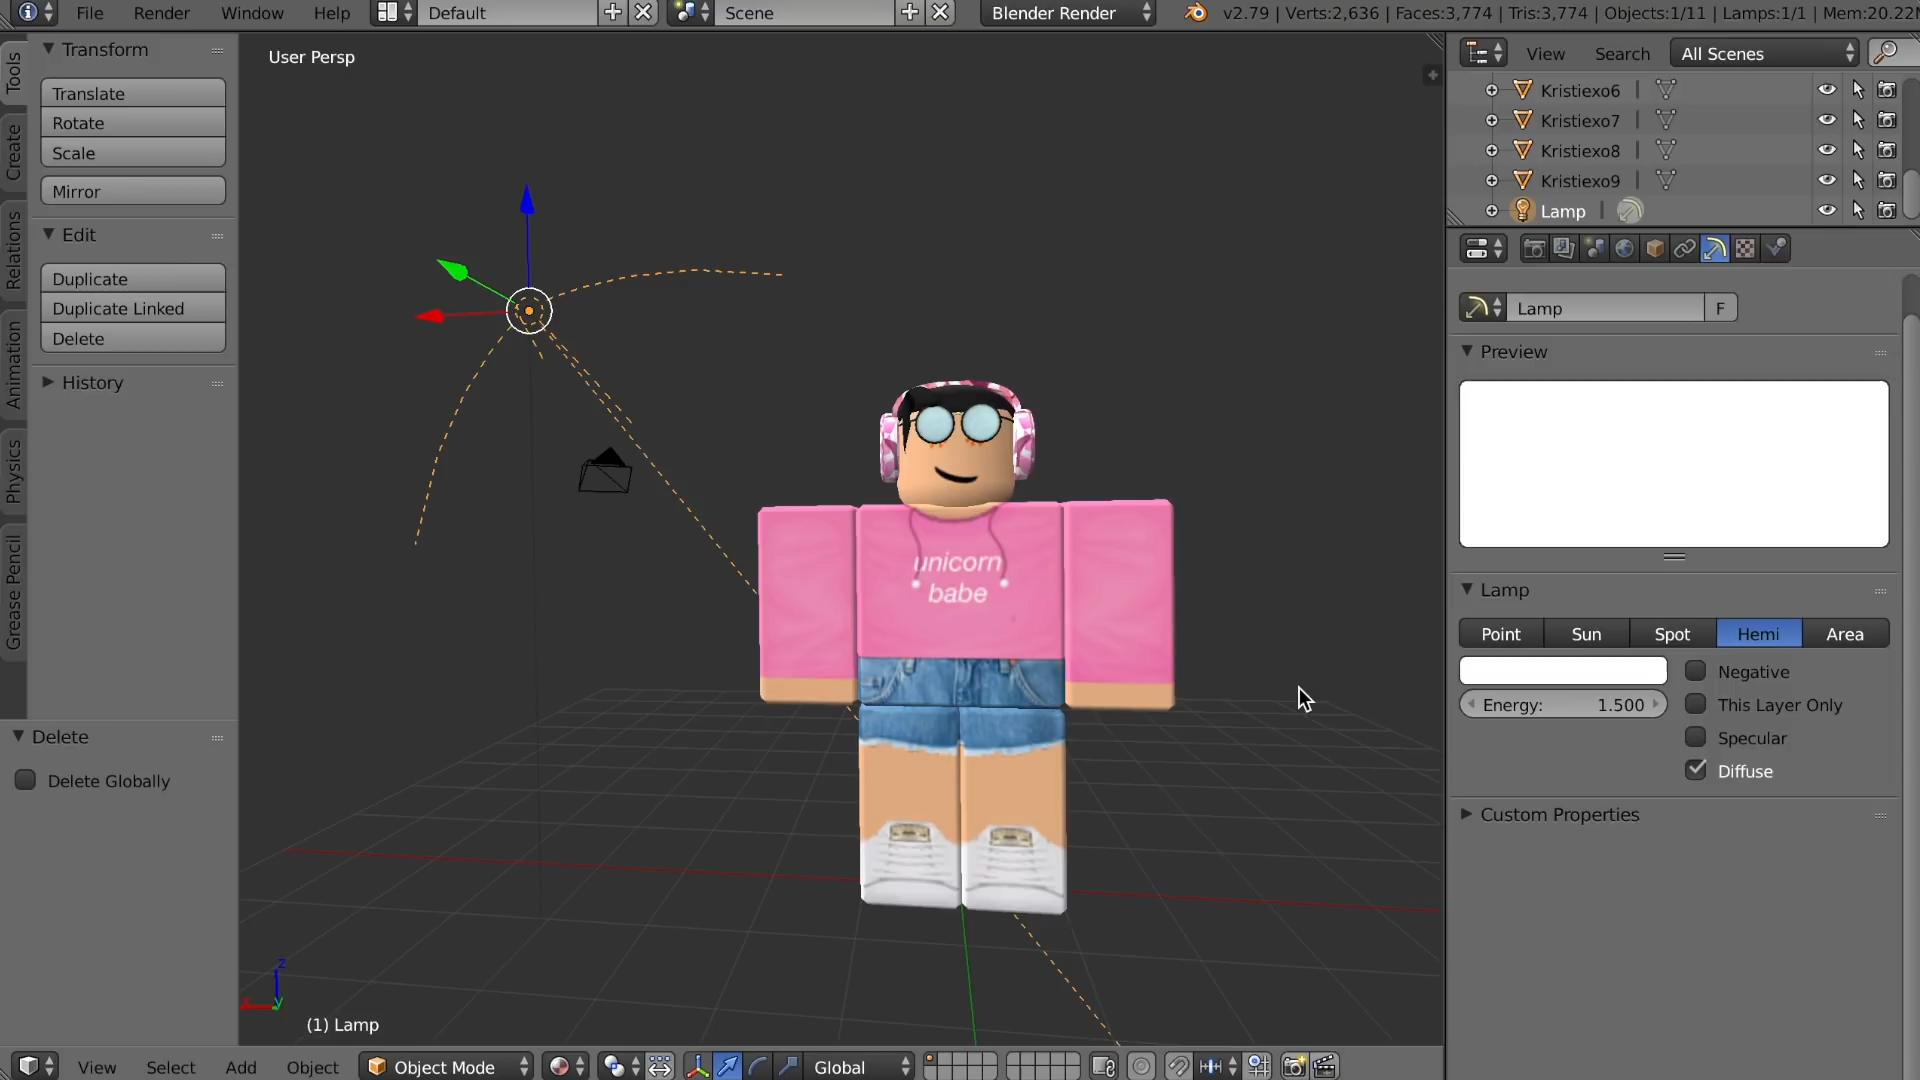 File Window Render Help Default Scene Blender Render v2.79 | Verts:2,636 | Faces:3,774 | Tris:3,774 | Objects:1/11 | Lamps:1/1 | Mem:20.22
Tools
Create
Relations
Animation
Physics
Grease Pencil
Transform
Translate
Rotate
Scale
Mirror
Edit
Duplicate
Duplicate Linked
Delete
History
Delete
Delete Globally
User Persp
unicorn
babe
z
x
y
(1) Lamp
View Select Add Object Object Mode Global
View Search All Scenes
Kristiexo6
Kristiexo7
Kristiexo8
Kristiexo9
Lamp
Lamp F
Preview
Lamp
Point Sun Spot Hemi Area
Negative
Energy: 1.500 This Layer Only
Specular
Diffuse
Custom Properties